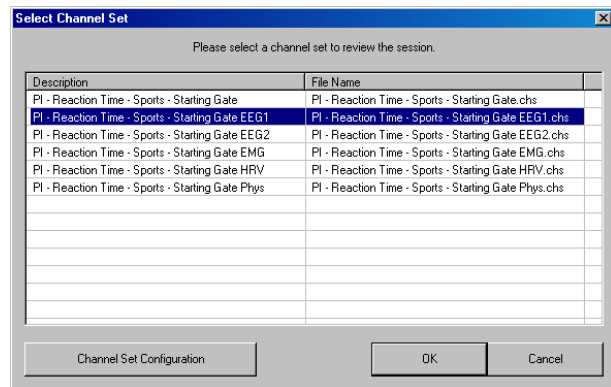 Select Channel Set
Please select a channel set to review the session.
Description File Name
PI - Reaction Time - Sports - Starting Gate PI - Reaction Time - Sports - Starting Gate.chs
PI - Reaction Time - Sports - Starting Gate EEG1 PI - Reaction Time - Sports - Starting Gate EEG1.chs
PI - Reaction Time - Sports - Starting Gate EEG2 PI - Reaction Time - Sports - Starting Gate EEG2.chs
PI - Reaction Time - Sports - Starting Gate EMG PI - Reaction Time - Sports - Starting Gate EMG.chs
PI - Reaction Time - Sports - Starting Gate HRV PI - Reaction Time - Sports - Starting Gate HRV.chs
PI - Reaction Time - Sports - Starting Gate Phys PI - Reaction Time - Sports - Starting Gate Phys.chs
Channel Set Configuration OK Cancel